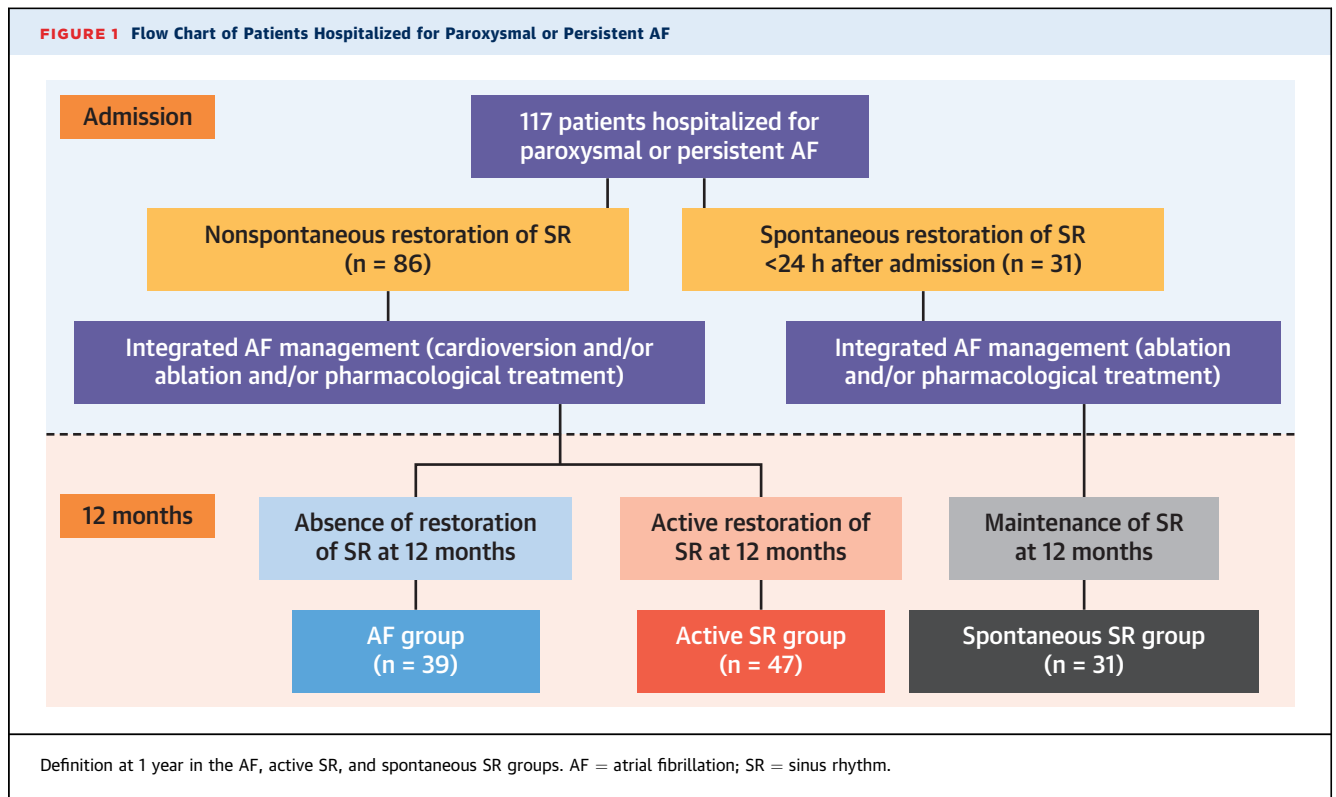 FIGURE 1 Flow Chart of Patients Hospitalized for Paroxysmal or Persistent AF
Admission
117 patients hospitalized for
paroxysmal or persistent AF
Nonspontaneous restoration of SR
(n = 86)
Spontaneous restoration of SR
<24 h after admission (n = 31)
Integrated AF management (cardioversion and/or
ablation and/or pharmacological treatment)
Integrated AF management (ablation
and/or pharmacological treatment)
12 months
Absence of restoration
of SR at 12 months
Active restoration of
SR at 12 months
Maintenance of SR
at 12 months
AF group
(n = 39)
Active SR group
(n = 47)
Spontaneous SR group
(n = 31)
Definition at 1 year in the AF, active SR, and spontaneous SR groups. AF = atrial fibrillation; SR = sinus rhythm.